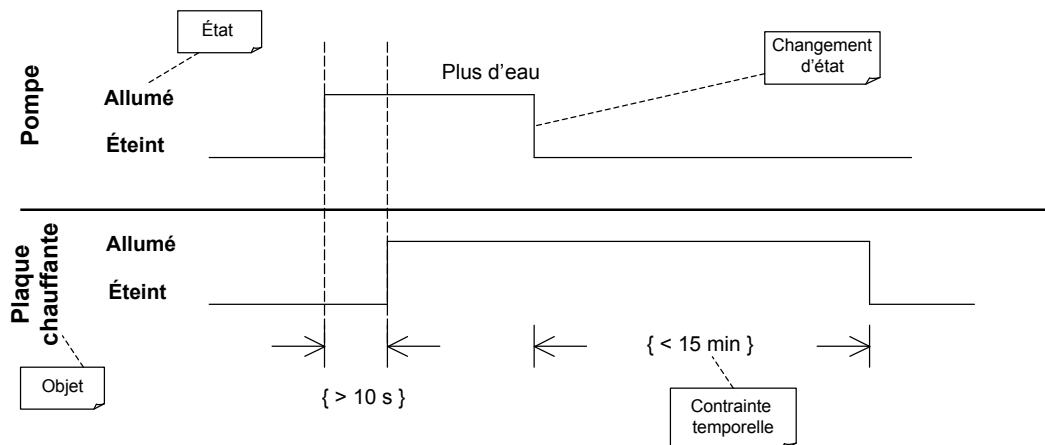 État
Changement
d'état
Plus d'eau
Pompe
Allumé
Éteint
Plaque
chauffante
Allumé
Éteint
{ < 15 min }
Objet
{ > 10 s }
Contrainte
temporelle